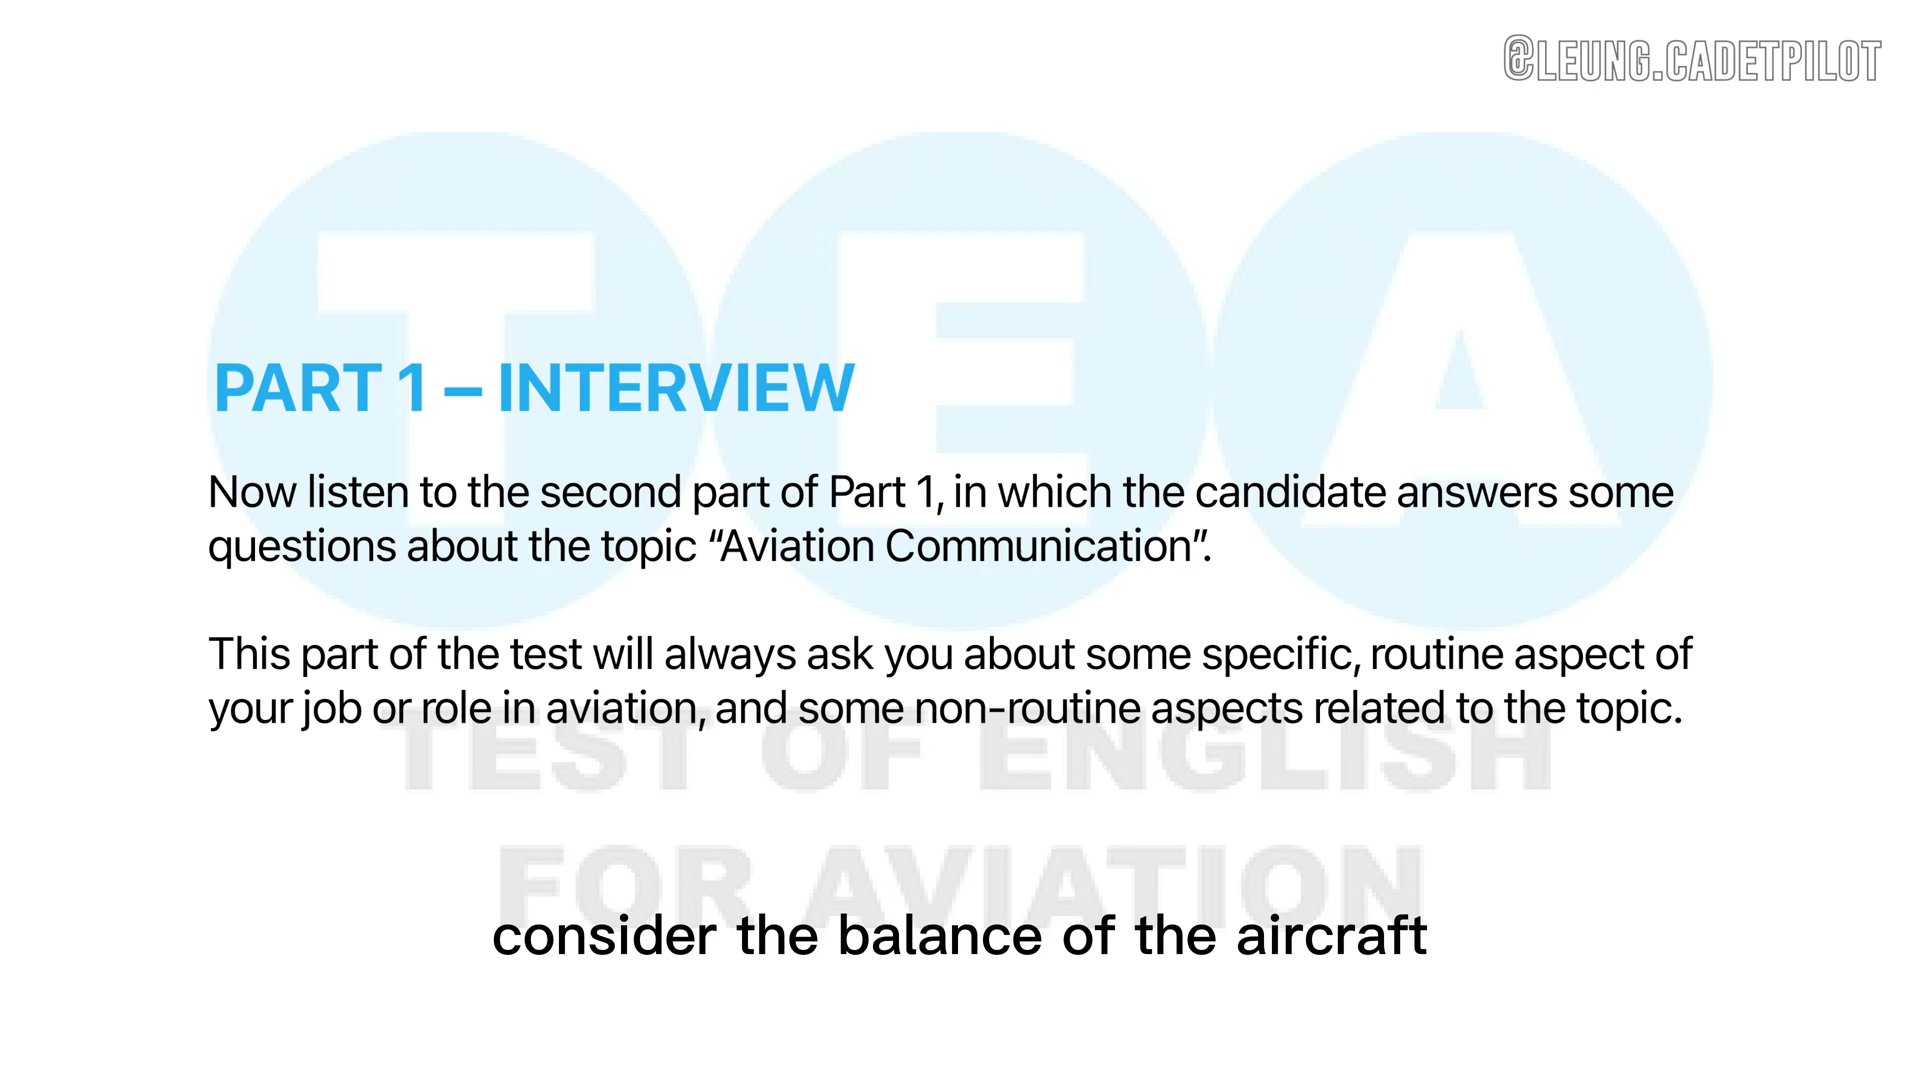 @LEUNG.CADETPILOT
TEA
PART 1 – INTERVIEW
Now listen to the second part of Part 1, in which the candidate answers some
questions about the topic “Aviation Communication”.
This part of the test will always ask you about some specific, routine aspect of
your job or role in aviation, and some non-routine aspects related to the topic.
TEST OF ENGLISH
FOR AVIATION
consider the balance of the aircraft